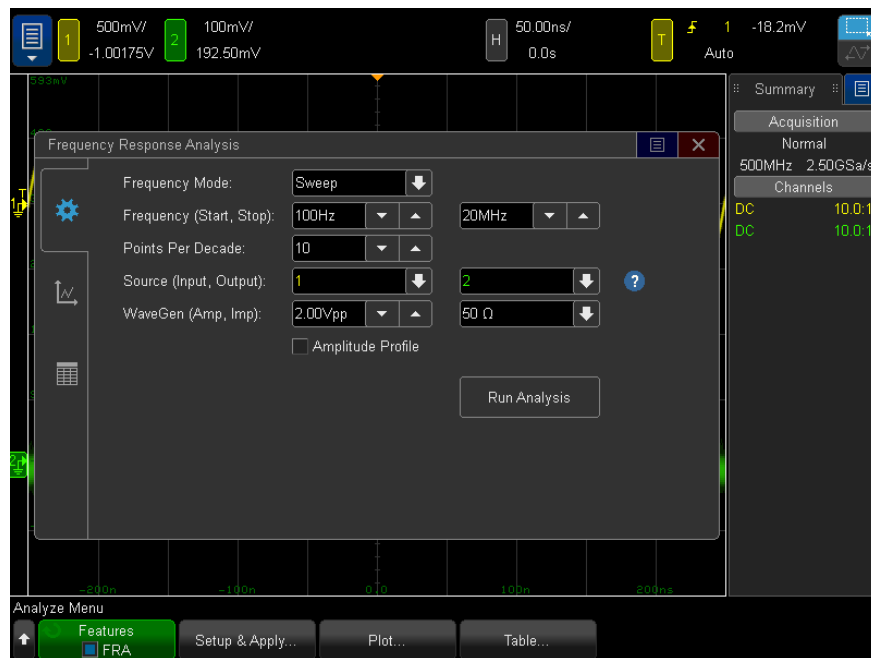 1 500mV/ 2 100mV/ H 50.00ns/ T 1 -18.2mV
-1.00175V 192.50mV 0.0s Auto
593mV
Summary
Acquisition
Normal
500MHz 2.50GSa/s
Channels
DC 10.0:1
DC 10.0:1
Frequency Response Analysis
Frequency Mode: Sweep
Frequency (Start, Stop): 100Hz 20MHz
Points Per Decade: 10
Source (Input, Output): 1 2 ?
WaveGen (Amp, Imp): 2.00Vpp 50 Ω
Amplitude Profile
Run Analysis
-200n -100n 0.0 100n 200ns
Analyze Menu
Features
FRA
Setup & Apply...
Plot...
Table...